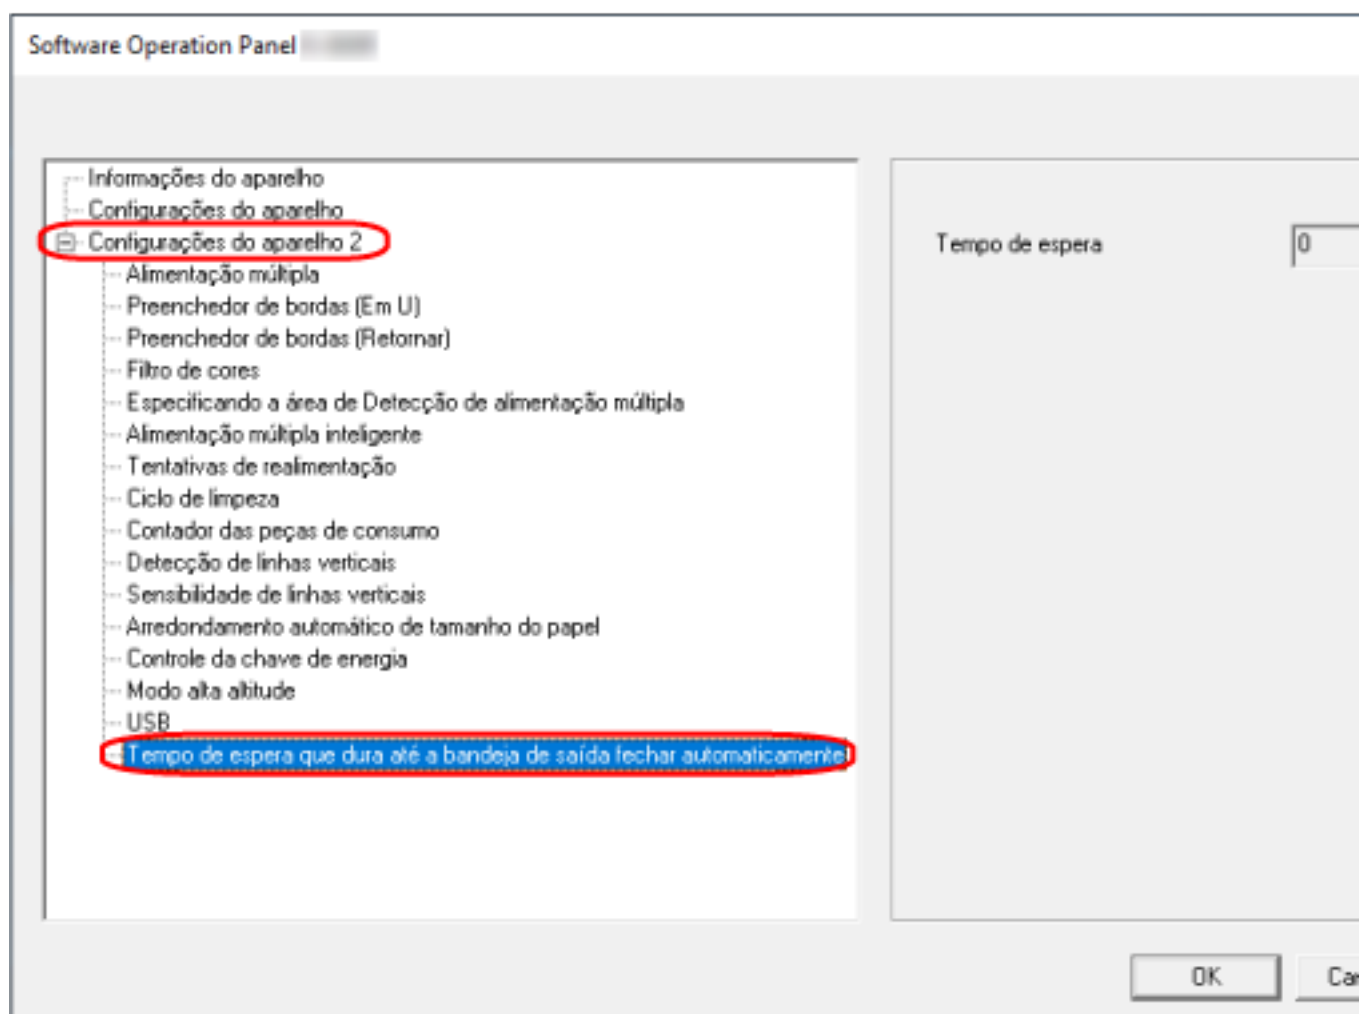 Software Operation Panel
Informações do aparelho
Configurações do aparelho
Configurações do aparelho 2
Tempo de espera
0
Alimentação múltipla
Preenchedor de bordas (Em U)
Preenchedor de bordas (Retornar)
Filtro de cores
Especificando a área de Detecção de alimentação múltipla
Alimentação múltipla inteligente
Tentativas de realimentação
Ciclo de limpeza
Contador das peças de consumo
Detecção de linhas verticais
Sensibilidade de linhas verticais
Arredondamento automático de tamanho do papel
Controle da chave de energia
Modo alta altitude
USB
Tempo de espera que dura até a bandeja de saída fechar automaticamente
OK